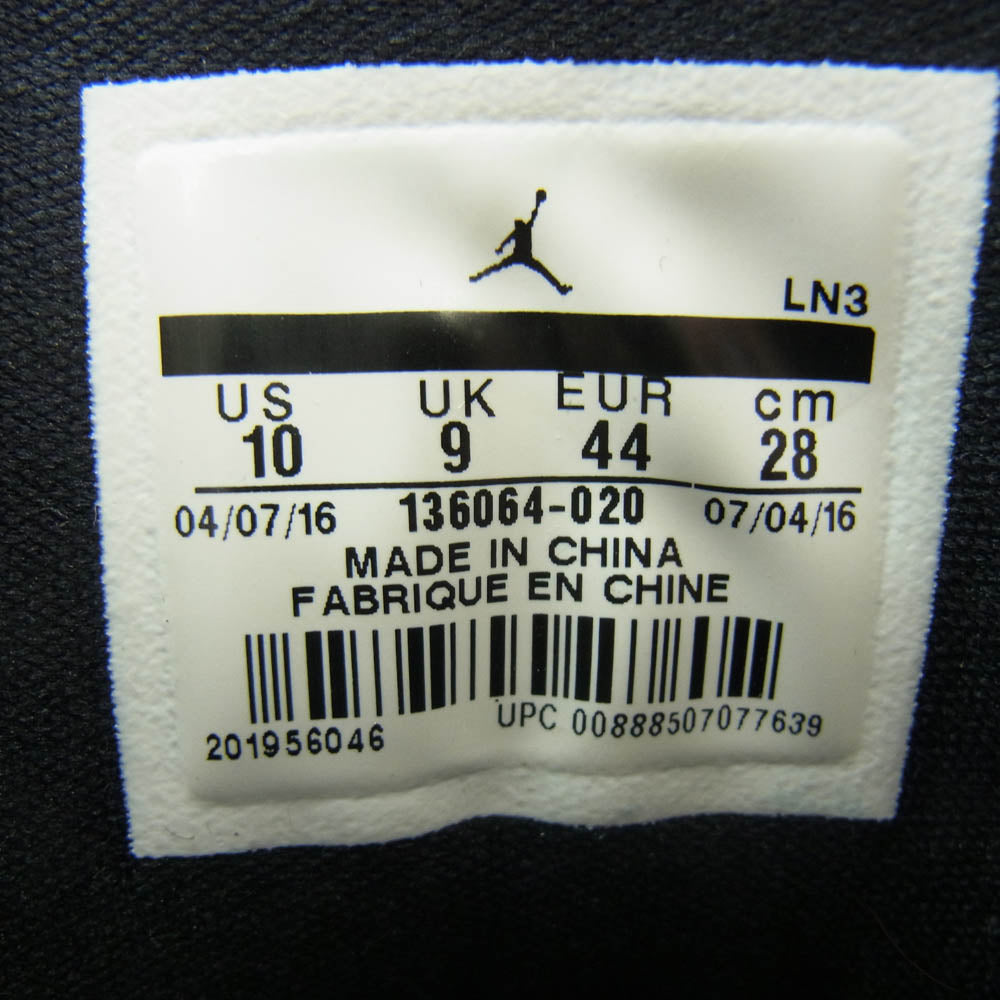 LN3
US UK EUR cm
10 9 44 28
04/07/16 136064-020 07/04/16
MADE IN CHINA
FABRIQUE EN CHINE
201956046 UPC 00888507077639